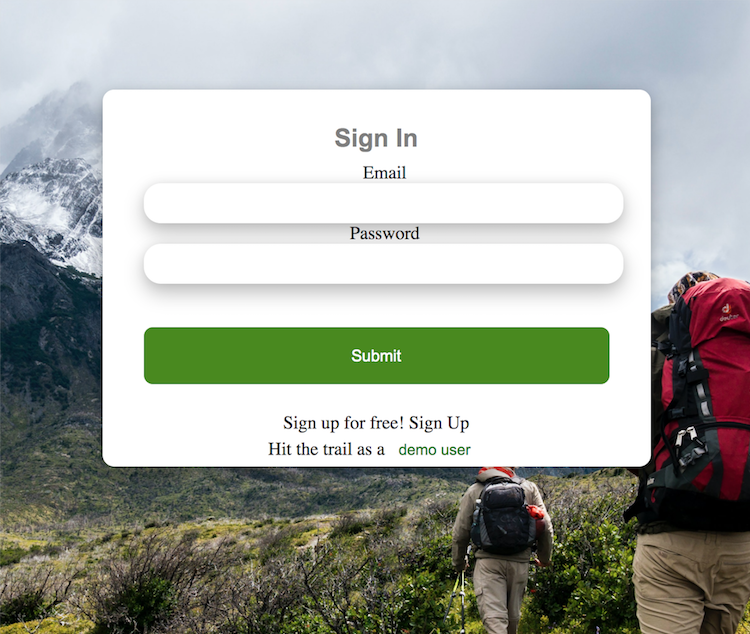 Sign In
Email
Password
Submit
Sign up for free! Sign Up
Hit the trail as a demo user